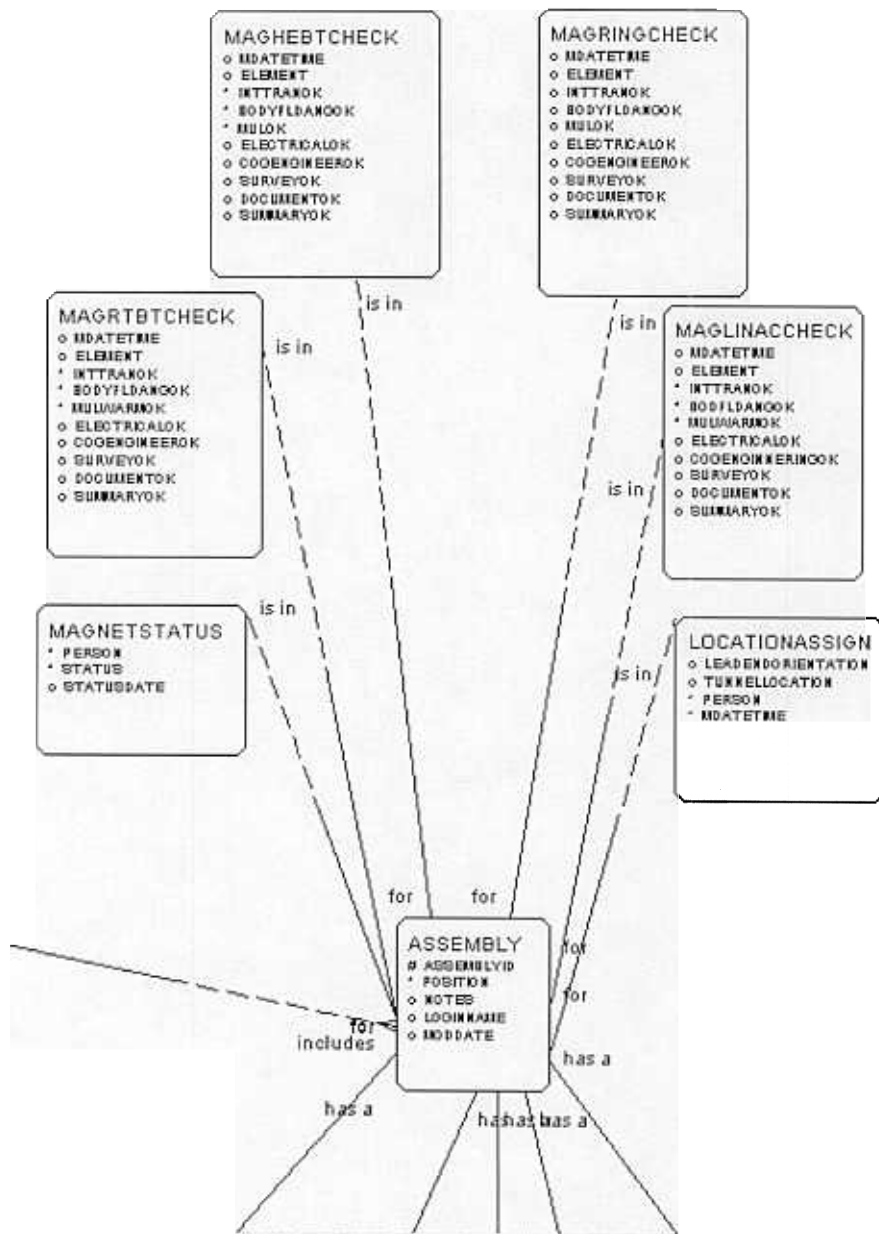 MAGHEBTCHECK
o MDATETIME
o ELEMENT
* INTTRANOK
* BODYFLDANGOK
* MULOK
o ELECTRICALOK
o COGENGINEEROK
o SURVEYOK
o DOCUMENTOK
o SUMMARYOK
MAGRINGCHECK
o MDATETIME
o ELEMENT
o INTTRANOK
o BODYFLDANGOK
o MULOK
o ELECTRICALOK
o COGENGINEEROK
o SURVEYOK
o DOCUMENTOK
o SUMMARYOK
is in
is in
MAGRTBTCHECK
o MDATETIME
o ELEMENT
* INTTRANOK
* BODYFLDANGOK
* MULWARMOK
o ELECTRICALOK
o COGENGINEEROK
o SURVEYOK
o DOCUMENTOK
o SUMMARYOK
is in
MAGLINACCHECK
o MDATETIME
o ELEMENT
* INTTRANOK
* BODFLDANGOK
* MULWARMOK
o ELECTRICALOK
o COGENGINNERINGOK
o SURVEYOK
o DOCUMENTOK
o SUMMARYOK
is in
MAGNETSTATUS
* PERSON
* STATUS
o STATUSDATE
is in
LOCATIONASSIGN
o LEADENDORIENTATION
o TUNNELLOCATION
* PERSON
* MDATETIME
is in
for
for
ASSEMBLY
# ASSEMBLYID
* POSITION
o NOTES
o LOGINNAME
o MODDATE
for
for
for
includes
has a
has a
has a
has a